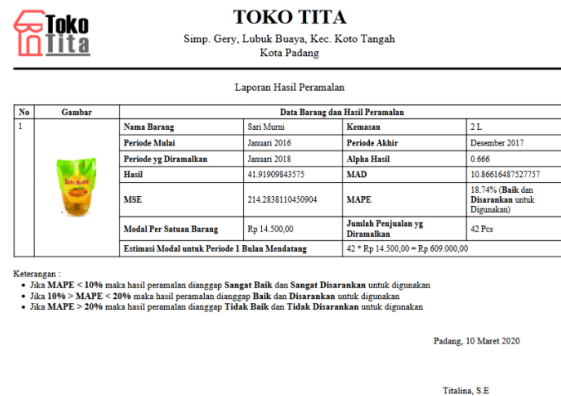 Toko
Tita
TOKO TITA
Simp. Gery, Lubuk Buaya, Kec. Koto Tangah
Kota Padang
Laporan Hasil Peramalan
No Gambar Data Barang dan Hasil Peramalan
1 Nama Barang Sari Murni Kemasan 2 L
SARI MURNI
Periode Mulai Januari 2016 Periode Akhir Desember 2017
Periode yg Diramalkan Januari 2018 Alpha Hasil 0.666
Hasil 41.91909843575 MAD 10.86616487527757
MSE 214.2838110450904 MAPE 18.74% (Baik dan
Disarankan untuk
Digunakan)
Modal Per Satuan Barang Rp 14.500,00 Jumlah Penjualan yg
Diramalkan 42 Pcs
Estimasi Modal untuk Periode 1 Bulan Mendatang 42 * Rp 14.500,00 = Rp 609.000,00
Keterangan :
• Jika MAPE < 10% maka hasil peramalan dianggap Sangat Baik dan Sangat Disarankan untuk digunakan
• Jika 10% > MAPE < 20% maka hasil peramalan dianggap Baik dan Disarankan untuk digunakan
• Jika MAPE > 20% maka hasil peramalan dianggap Tidak Baik dan Tidak Disarankan untuk digunakan
Padang, 10 Maret 2020
Titalina, S.E